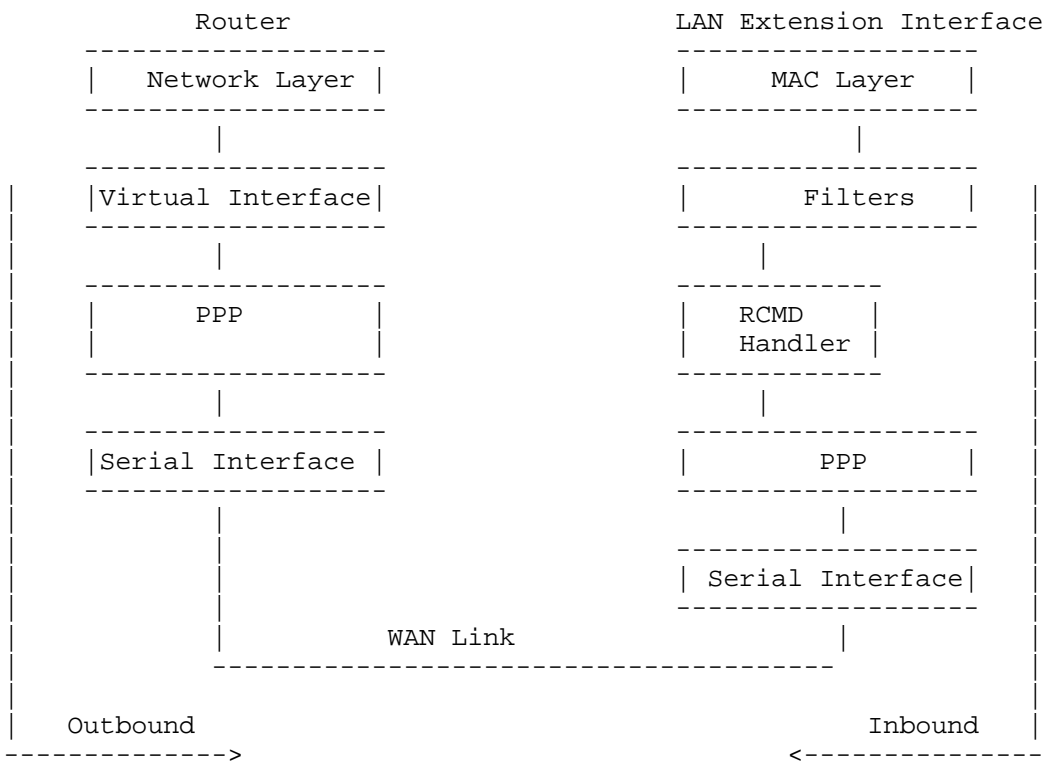 Router LAN Extension Interface
Network Layer MAC Layer
Virtual Interface Filters
PPP RCMD
Handler
Serial Interface PPP
Serial Interface
WAN Link
Outbound Inbound